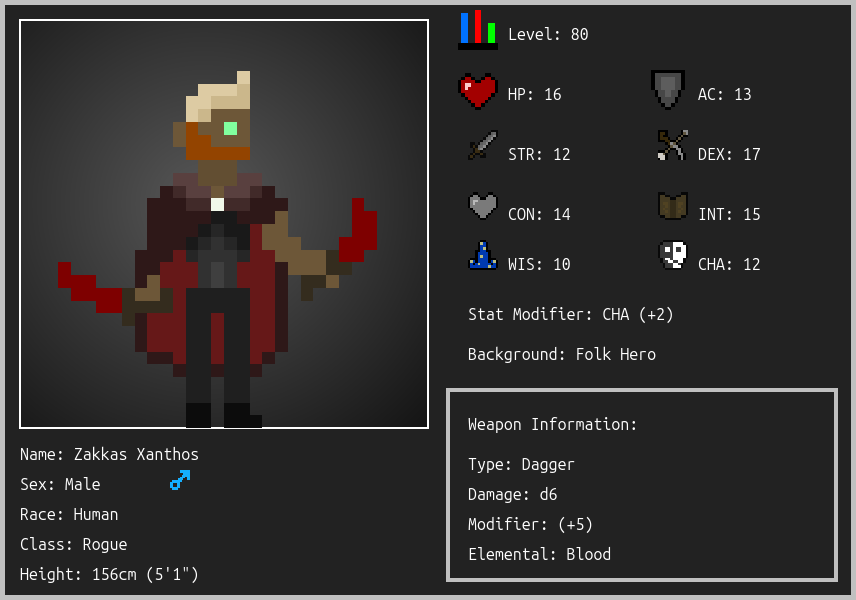 Level: 80
HP: 16
AC: 13
STR: 12
DEX: 17
CON: 14
INT: 15
WIS: 10
CHA: 12
Stat Modifier: CHA (+2)
Background: Folk Hero
Weapon Information:
Type: Dagger
Damage: d6
Modifier: (+5)
Elemental: Blood
Name: Zakkas Xanthos
Sex: Male
Race: Human
Class: Rogue
Height: 156cm (5'1")